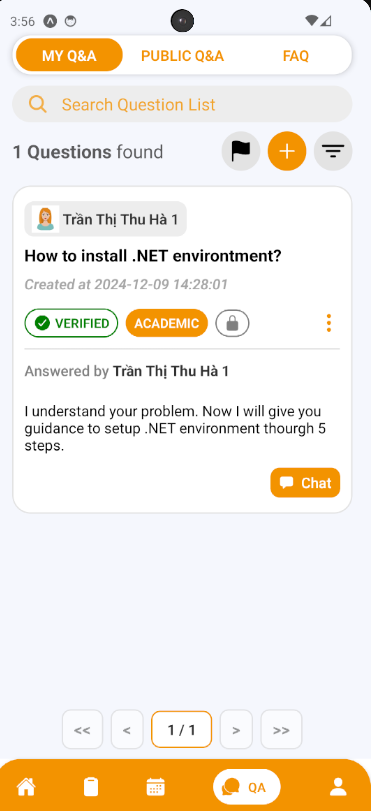 3:56
MY Q&A PUBLIC Q&A FAQ
Search Question List
1 Questions found
Trần Thị Thu Hà 1
How to install .NET environtment?
Created at 2024-12-09 14:28:01
VERIFIED ACADEMIC
Answered by Trần Thị Thu Hà 1
I understand your problem. Now I will give you
guidance to setup .NET environment thourgh 5
steps.
Chat
<< < 1 / 1 > >>
QA